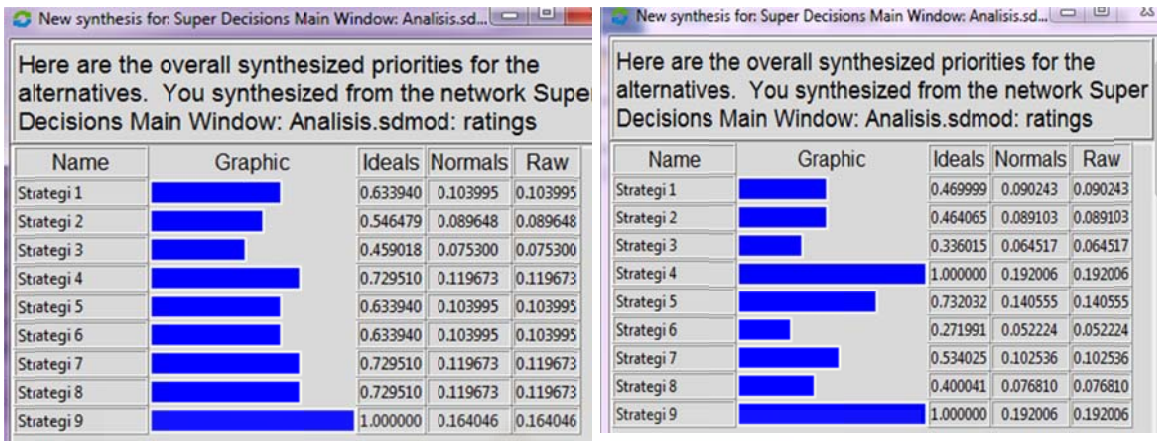 New synthesis for: Super Decisions Main Window: Analisis.sd...
Here are the overall synthesized priorities for the
alternatives. You synthesized from the network Super
Decisions Main Window: Analisis.sdmod: ratings
Name Graphic Ideals Normals Raw
Strategi 1 0.633940 0.103995 0.103995
Strategi 2 0.546479 0.089648 0.089648
Strategi 3 0.459018 0.075300 0.075300
Strategi 4 0.729510 0.119673 0.119673
Strategi 5 0.633940 0.103995 0.103995
Strategi 6 0.633940 0.103995 0.103995
Strategi 7 0.729510 0.119673 0.119673
Strategi 8 0.729510 0.119673 0.119673
Strategi 9 1.000000 0.164046 0.164046
New synthesis for: Super Decisions Main Window: Analisis.sd...
Here are the overall synthesized priorities for the
alternatives. You synthesized from the network Super
Decisions Main Window: Analisis.sdmod: ratings
Name Graphic Ideals Normals Raw
Strategi 1 0.469999 0.090243 0.090243
Strategi 2 0.464065 0.089103 0.089103
Strategi 3 0.336015 0.064517 0.064517
Strategi 4 1.000000 0.192006 0.192006
Strategi 5 0.732032 0.140555 0.140555
Strategi 6 0.271991 0.052224 0.052224
Strategi 7 0.534025 0.102536 0.102536
Strategi 8 0.400041 0.076810 0.076810
Strategi 9 1.000000 0.192006 0.192006